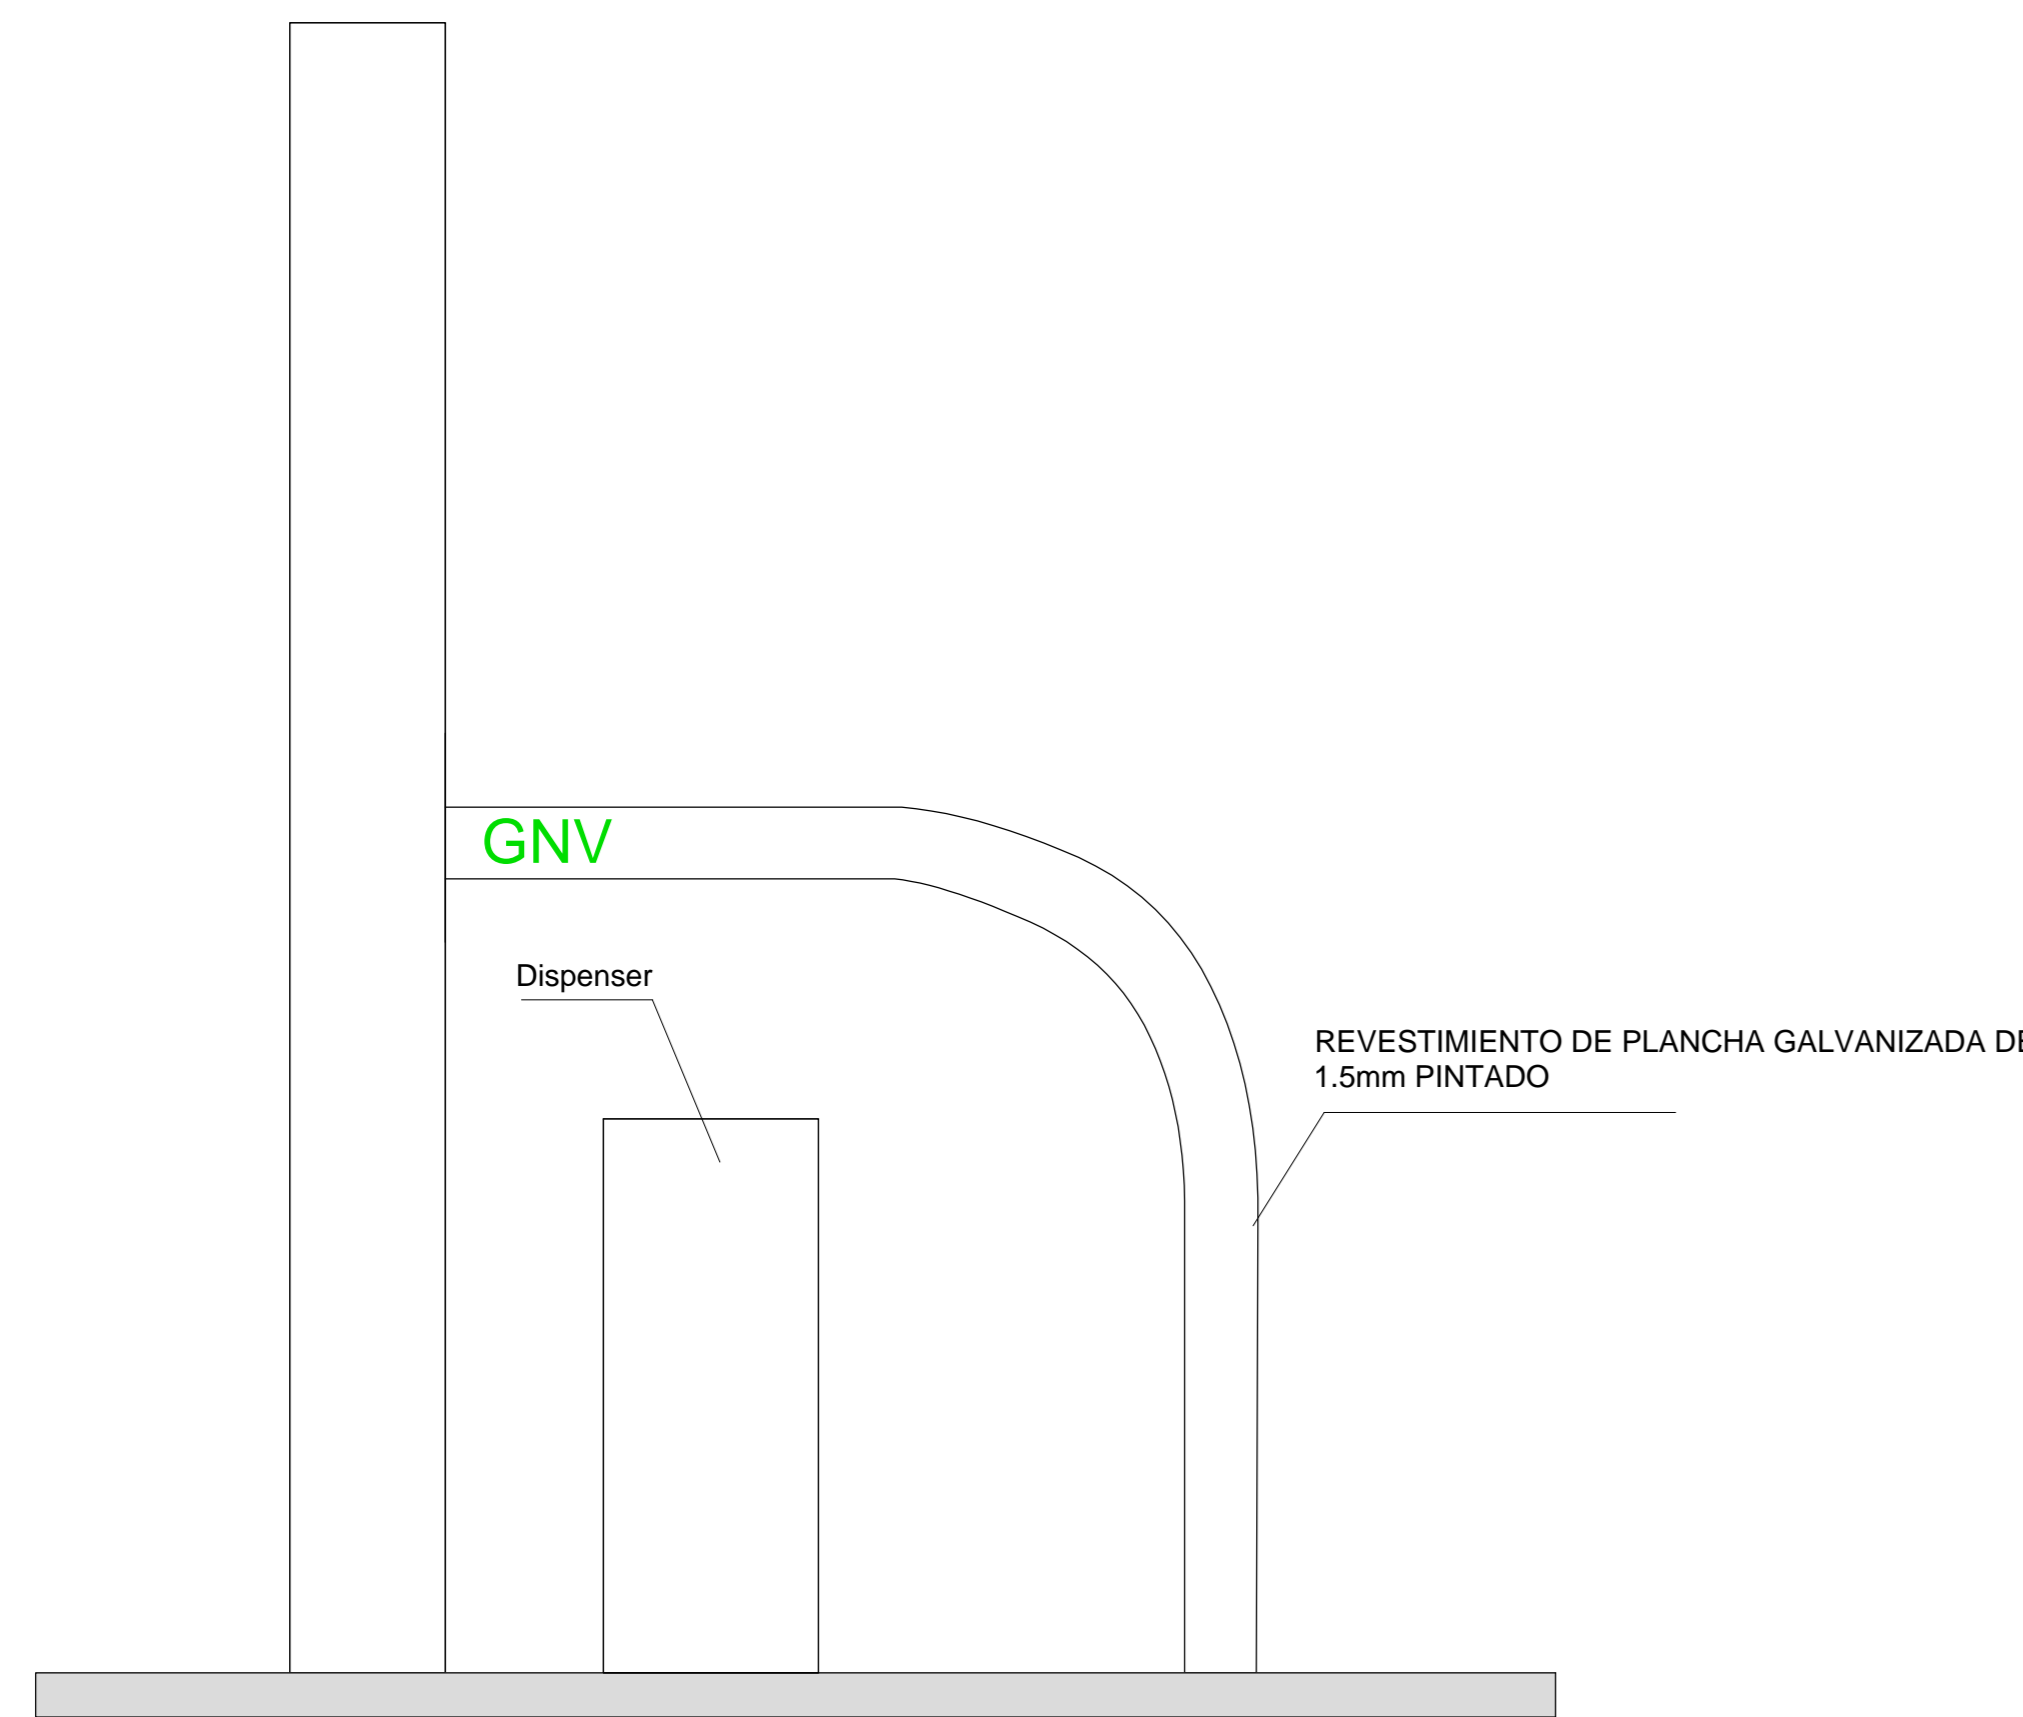 GNV
Dispenser
REVESTIMIENTO DE PLANCHA GALVANIZADA DE
1.5mm PINTADO